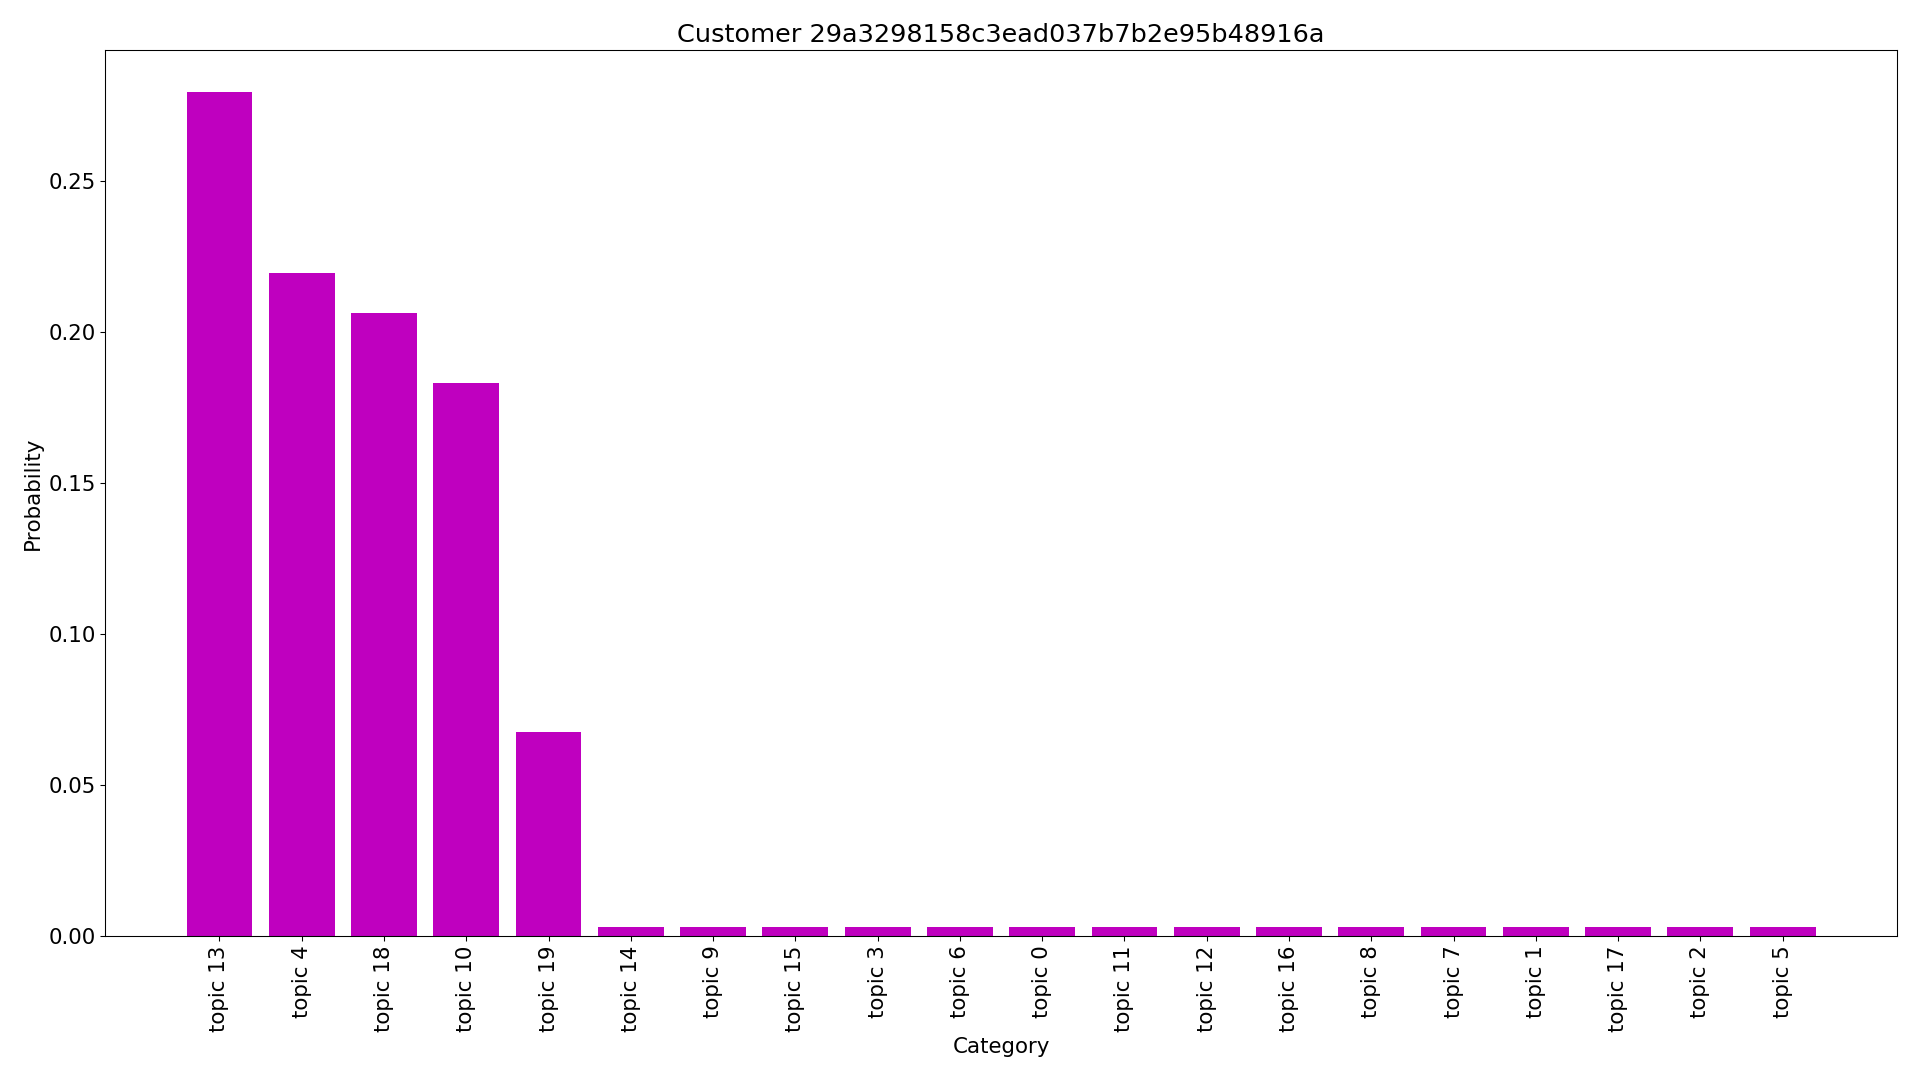 Customer 29a3298158c3ead037b7b2e95b48916a
Probability
0.25
0.20
0.15
0.10
0.05
0.00
topic 13
topic 4
topic 18
topic 10
topic 19
topic 14
topic 9
topic 15
topic 3
topic 6
topic 0
topic 11
topic 12
topic 16
topic 8
topic 7
topic 1
topic 17
topic 2
topic 5
Category